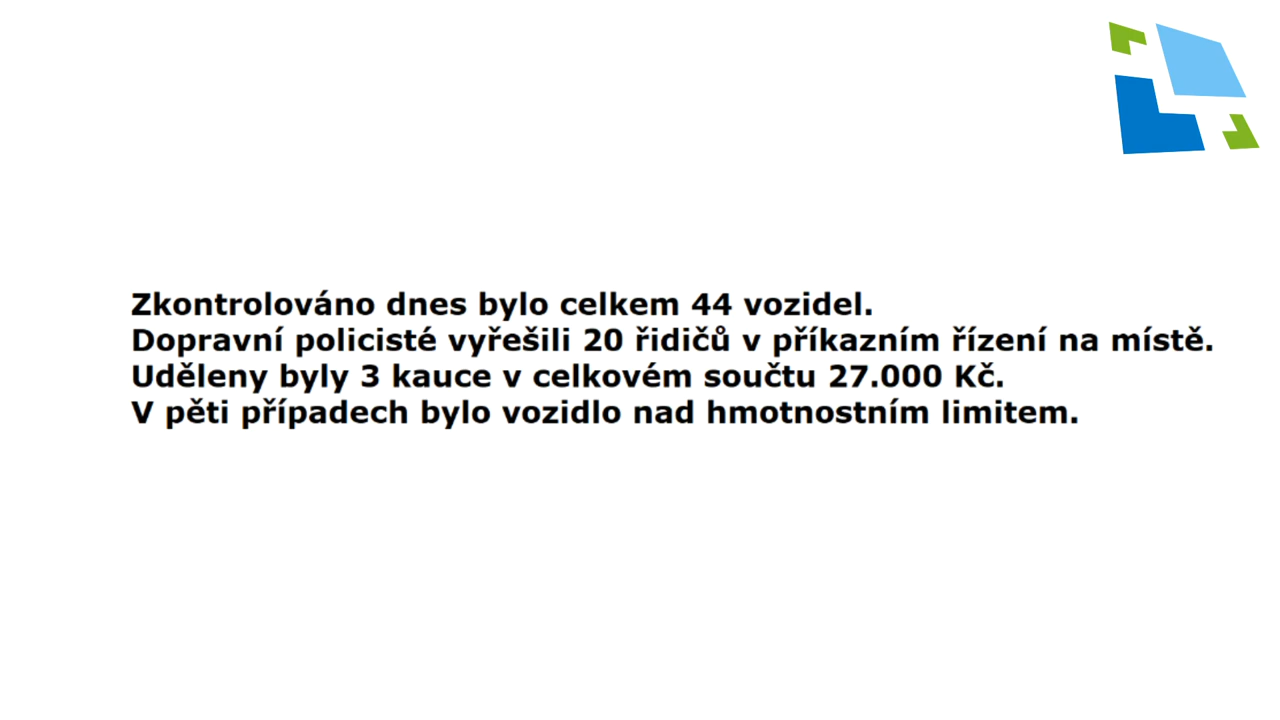 Zkontrolováno dnes bylo celkem 44 vozidel.
Dopravní policisté vyřešili 20 řidičů v příkazním řízení na místě.
Uděleny byly 3 kauce v celkovém součtu 27.000 Kč.
V pěti případech bylo vozidlo nad hmotnostním limitem.